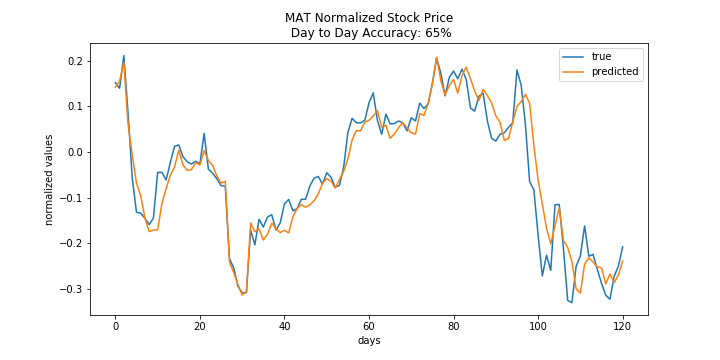 MAT Normalized Stock Price
Day to Day Accuracy: 65%
true
predicted
normalized values
0.2
0.1
0.0
−0.1
−0.2
−0.3
0
20
40
60
80
100
120
days